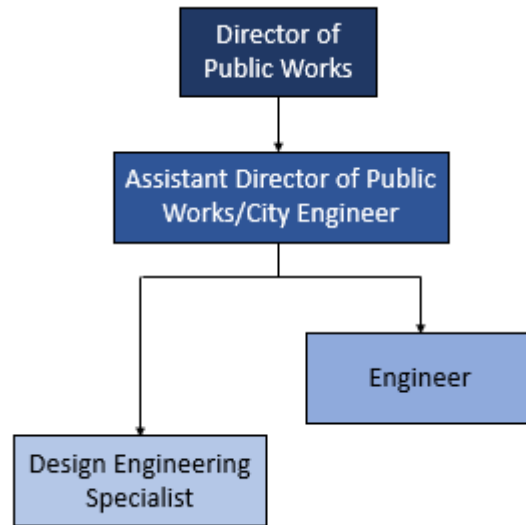 Director of
Public Works
Assistant Director of Public
Works/City Engineer
Engineer
Design Engineering
Specialist